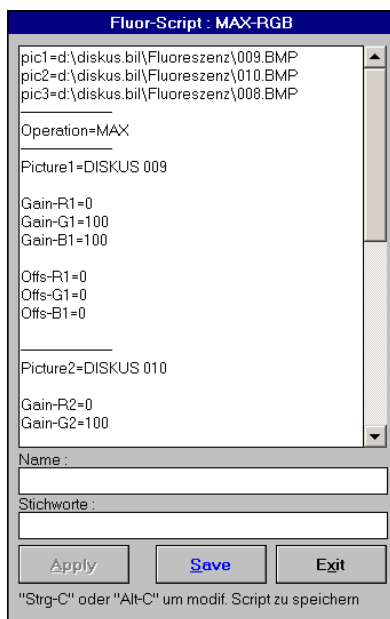 Fluor-Script : MAX-RGB
pic1=d:\diskus.bil\Fluoreszenz\009.BMP
pic2=d:\diskus.bil\Fluoreszenz\010.BMP
pic3=d:\diskus.bil\Fluoreszenz\008.BMP
Operation=MAX
Picture1=DISKUS 009
Gain-R1=0
Gain-G1=100
Gain-B1=100
Offs-R1=0
Offs-G1=0
Offs-B1=0
Picture2=DISKUS 010
Gain-R2=0
Gain-G2=100
Name :
Stichworte :
Apply Save Exit
"Strg-C" oder "Alt-C" um modif. Script zu speichern